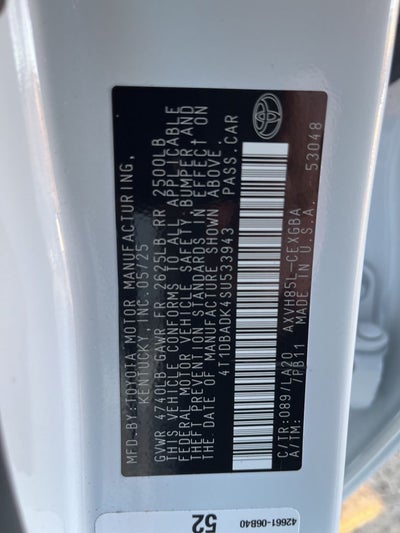 MFD.BY:TOYOTA MOTOR MANUFACTURING,
KENTUCKY, INC.05/25
GVWR 4740LB GAWR FR 2625LB RR 2500LB
THIS VEHICLE CONFORMS TO ALL APPLICABLE
FEDERAL MOTOR VEHICLE SAFETY, BUMPER AND
THEFT PREVENTION STANDARDS IN EFFECT ON
THE DATE OF MANUFACTURE SHOWN ABOVE.
4T1DBADK4SU533943 PASS.CAR
C/TR:089/LA20 AXVH85L-CEXGBA
A/TM: /PB11 MADE IN U.S.A. 53048
42661-06B40
52